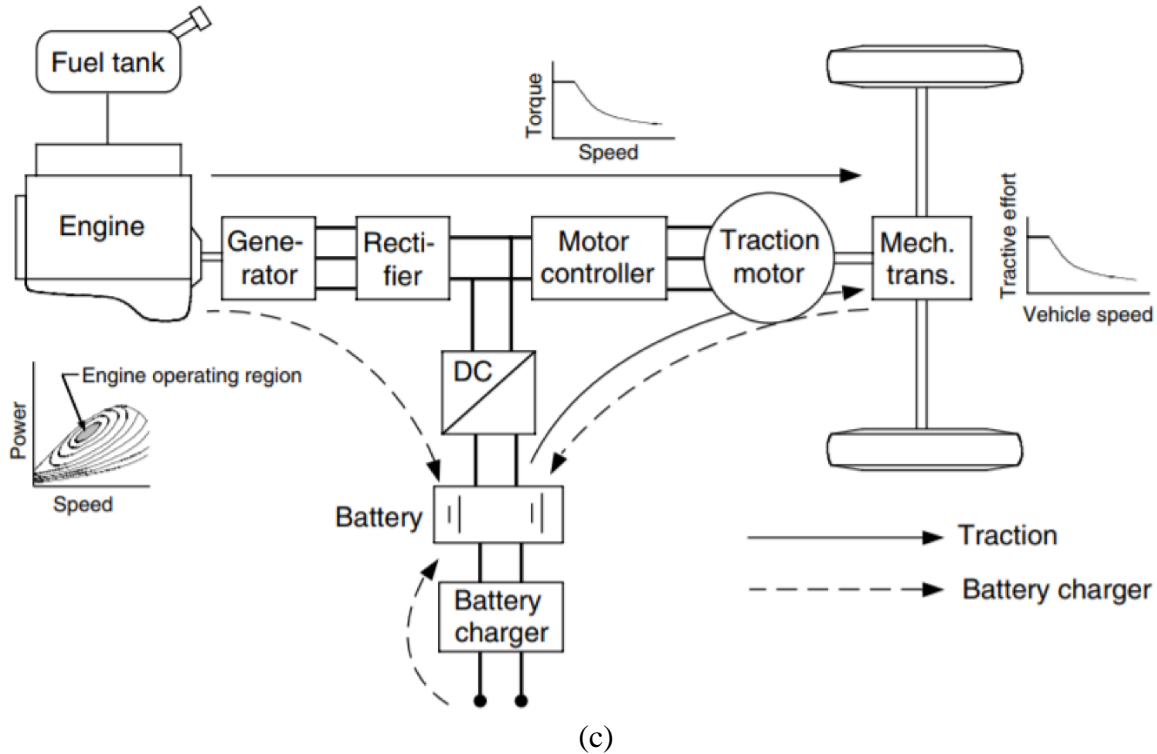 Fuel tank
Engine
Gene-
rator
Recti-
fier
Motor
controller
Traction
motor
Mech.
trans.
Torque
Speed
Tractive effort
Vehicle speed
DC
Engine operating region
Power
Speed
Battery
Battery
charger
Traction
Battery charger
(c)